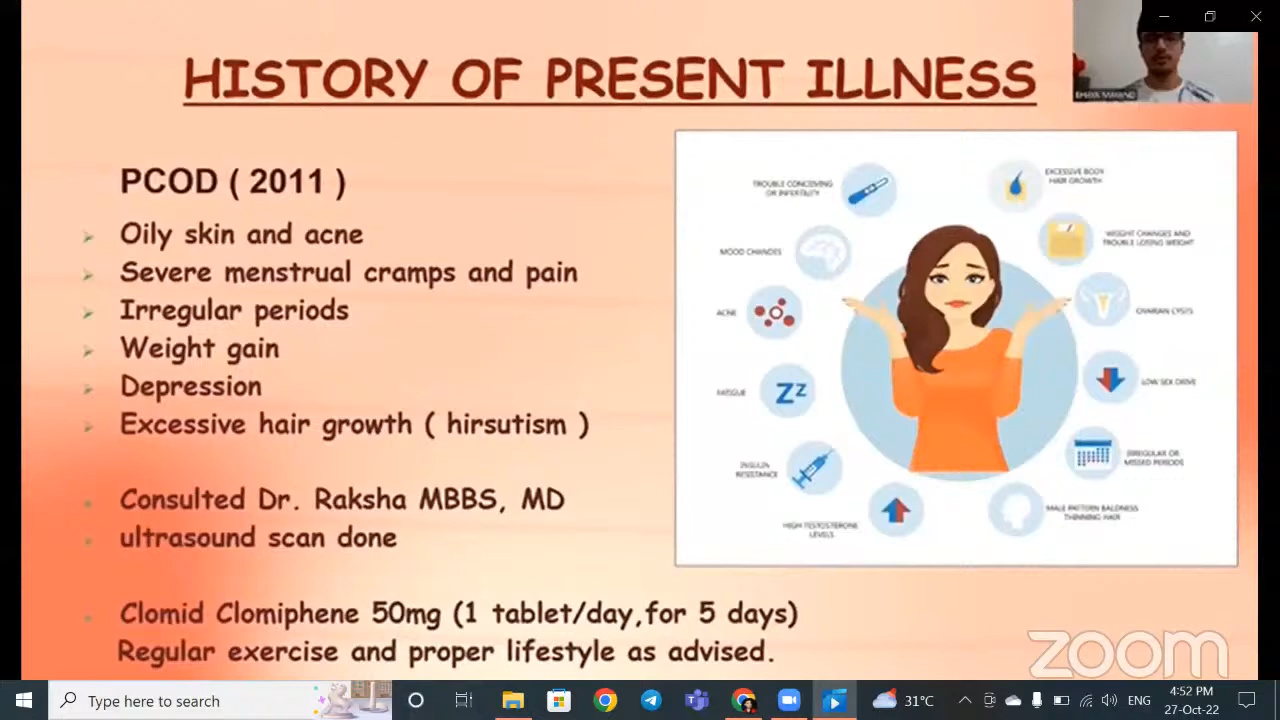 HISTORY OF PRESENT ILLNESS
PCOD ( 2011 )
Oily skin and acne
Severe menstrual cramps and pain
Irregular periods
Weight gain
Depression
Excessive hair growth ( hirsutism )
Consulted Dr. Raksha MBBS, MD
ultrasound scan done
Clomid Clomiphene 50mg (1 tablet/day,for 5 days)
Regular exercise and proper lifestyle as advised.
TROUBLE CONCEIVING
OR INFERTILITY
MOOD CHANGES
ACNE
FATIGUE
Zz
INSULIN
RESISTANCE
HIGH TESTOSTERONE
LEVELS
EXCESSIVE BODY
HAIR GROWTH
WEIGHT CHANGES AND
TROUBLE LOSING WEIGHT
OVARIAN CYSTS
LOW SEX DRIVE
IRREGULAR OR
MISSED PERIODS
MALE PATTERN BALDNESS
THINNING HAIR
zoom
Type here to search
31°C
ENG
4:52 PM
27-Oct-22